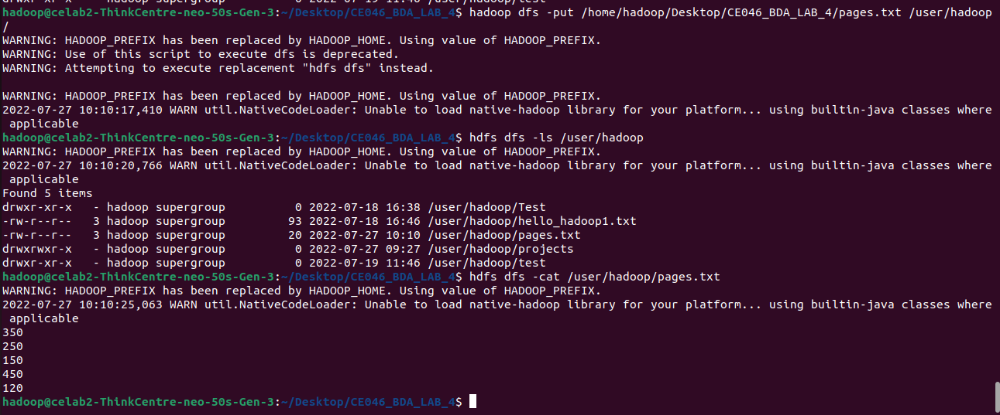 drwxr-xr-x   - hadoop supergroup          0 2022-07-19 11:46 /user/hadoop/test
hadoop@celab2-ThinkCentre-neo-50s-Gen-3:~/Desktop/CE046_BDA_LAB_4$ hadoop dfs -put /home/hadoop/Desktop/CE046_BDA_LAB_4/pages.txt /user/hadoop
/
WARNING: HADOOP_PREFIX has been replaced by HADOOP_HOME. Using value of HADOOP_PREFIX.
WARNING: Use of this script to execute dfs is deprecated.
WARNING: Attempting to execute replacement "hdfs dfs" instead.

WARNING: HADOOP_PREFIX has been replaced by HADOOP_HOME. Using value of HADOOP_PREFIX.
2022-07-27 10:10:17,410 WARN util.NativeCodeLoader: Unable to load native-hadoop library for your platform... using builtin-java classes where
 applicable
hadoop@celab2-ThinkCentre-neo-50s-Gen-3:~/Desktop/CE046_BDA_LAB_4$ hdfs dfs -ls /user/hadoop
WARNING: HADOOP_PREFIX has been replaced by HADOOP_HOME. Using value of HADOOP_PREFIX.
2022-07-27 10:10:20,766 WARN util.NativeCodeLoader: Unable to load native-hadoop library for your platform... using builtin-java classes where
 applicable
Found 5 items
drwxr-xr-x   - hadoop supergroup          0 2022-07-18 16:38 /user/hadoop/Test
-rw-r--r--   3 hadoop supergroup         93 2022-07-18 16:46 /user/hadoop/hello_hadoop1.txt
-rw-r--r--   3 hadoop supergroup         20 2022-07-27 10:10 /user/hadoop/pages.txt
drwxrwxr-x   - hadoop supergroup          0 2022-07-27 09:27 /user/hadoop/projects
drwxrwxr-x   - hadoop supergroup          0 2022-07-19 11:46 /user/hadoop/test
hadoop@celab2-ThinkCentre-neo-50s-Gen-3:~/Desktop/CE046_BDA_LAB_4$ hdfs dfs -cat /user/hadoop/pages.txt
WARNING: HADOOP_PREFIX has been replaced by HADOOP_HOME. Using value of HADOOP_PREFIX.
2022-07-27 10:10:25,063 WARN util.NativeCodeLoader: Unable to load native-hadoop library for your platform... using builtin-java classes where
 applicable
350
250
150
450
120
hadoop@celab2-ThinkCentre-neo-50s-Gen-3:~/Desktop/CE046_BDA_LAB_4$